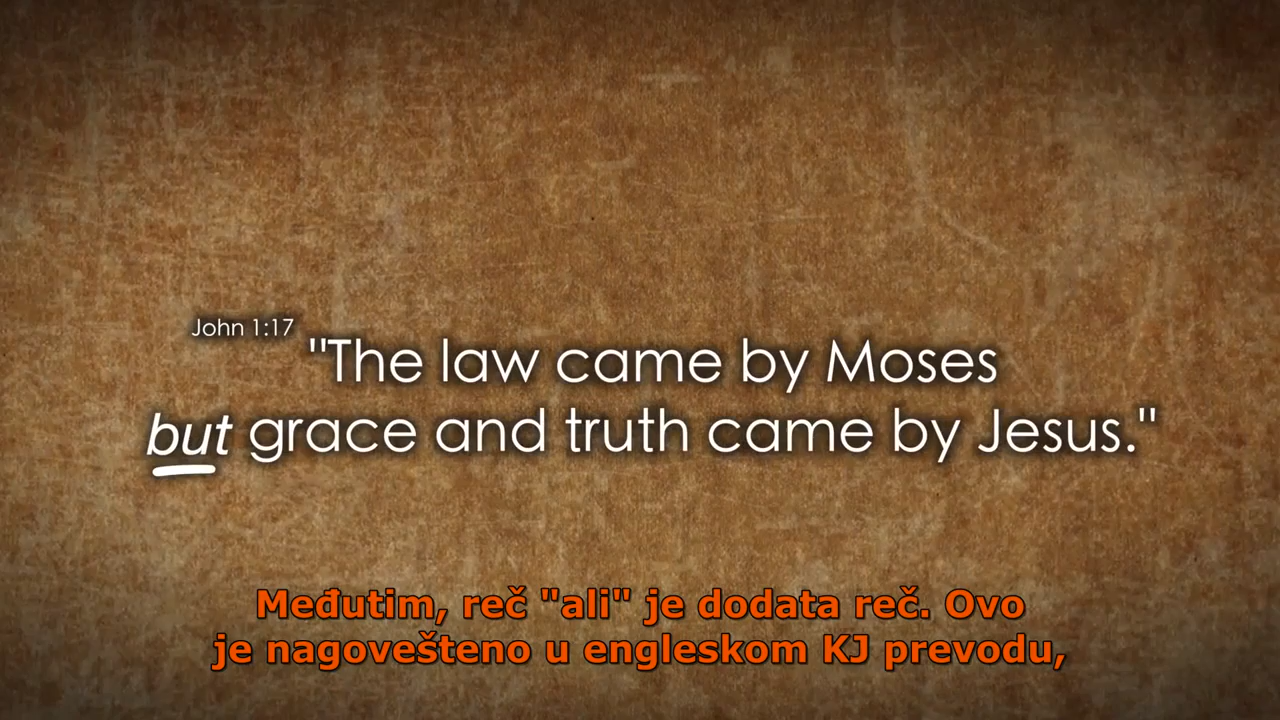 John 1:17
"The law came by Moses
but grace and truth came by Jesus."
Međutim, reč "ali" je dodata reč. Ovo
je nagovešteno u engleskom KJ prevodu,